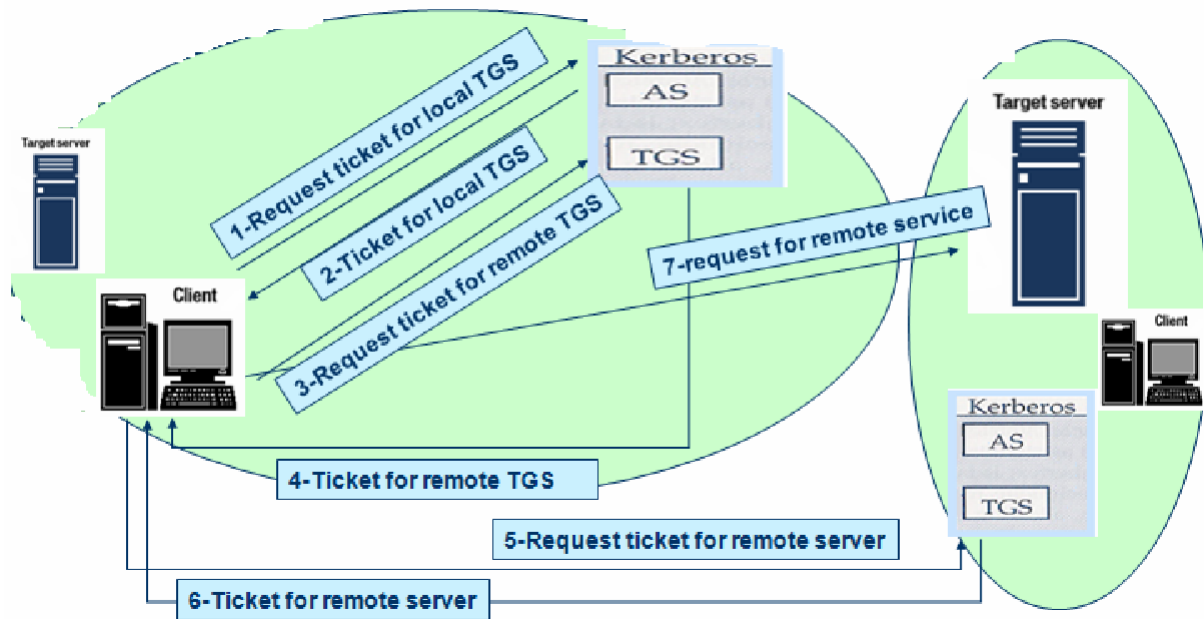 Kerberos
AS
TGS
Target server
Client
1-Request ticket for local TGS
2-Ticket for local TGS
3-Request ticket for remote TGS
7-request for remote service
4-Ticket for remote TGS
5-Request ticket for remote server
6-Ticket for remote server
Target server
Client
Kerberos
AS
TGS